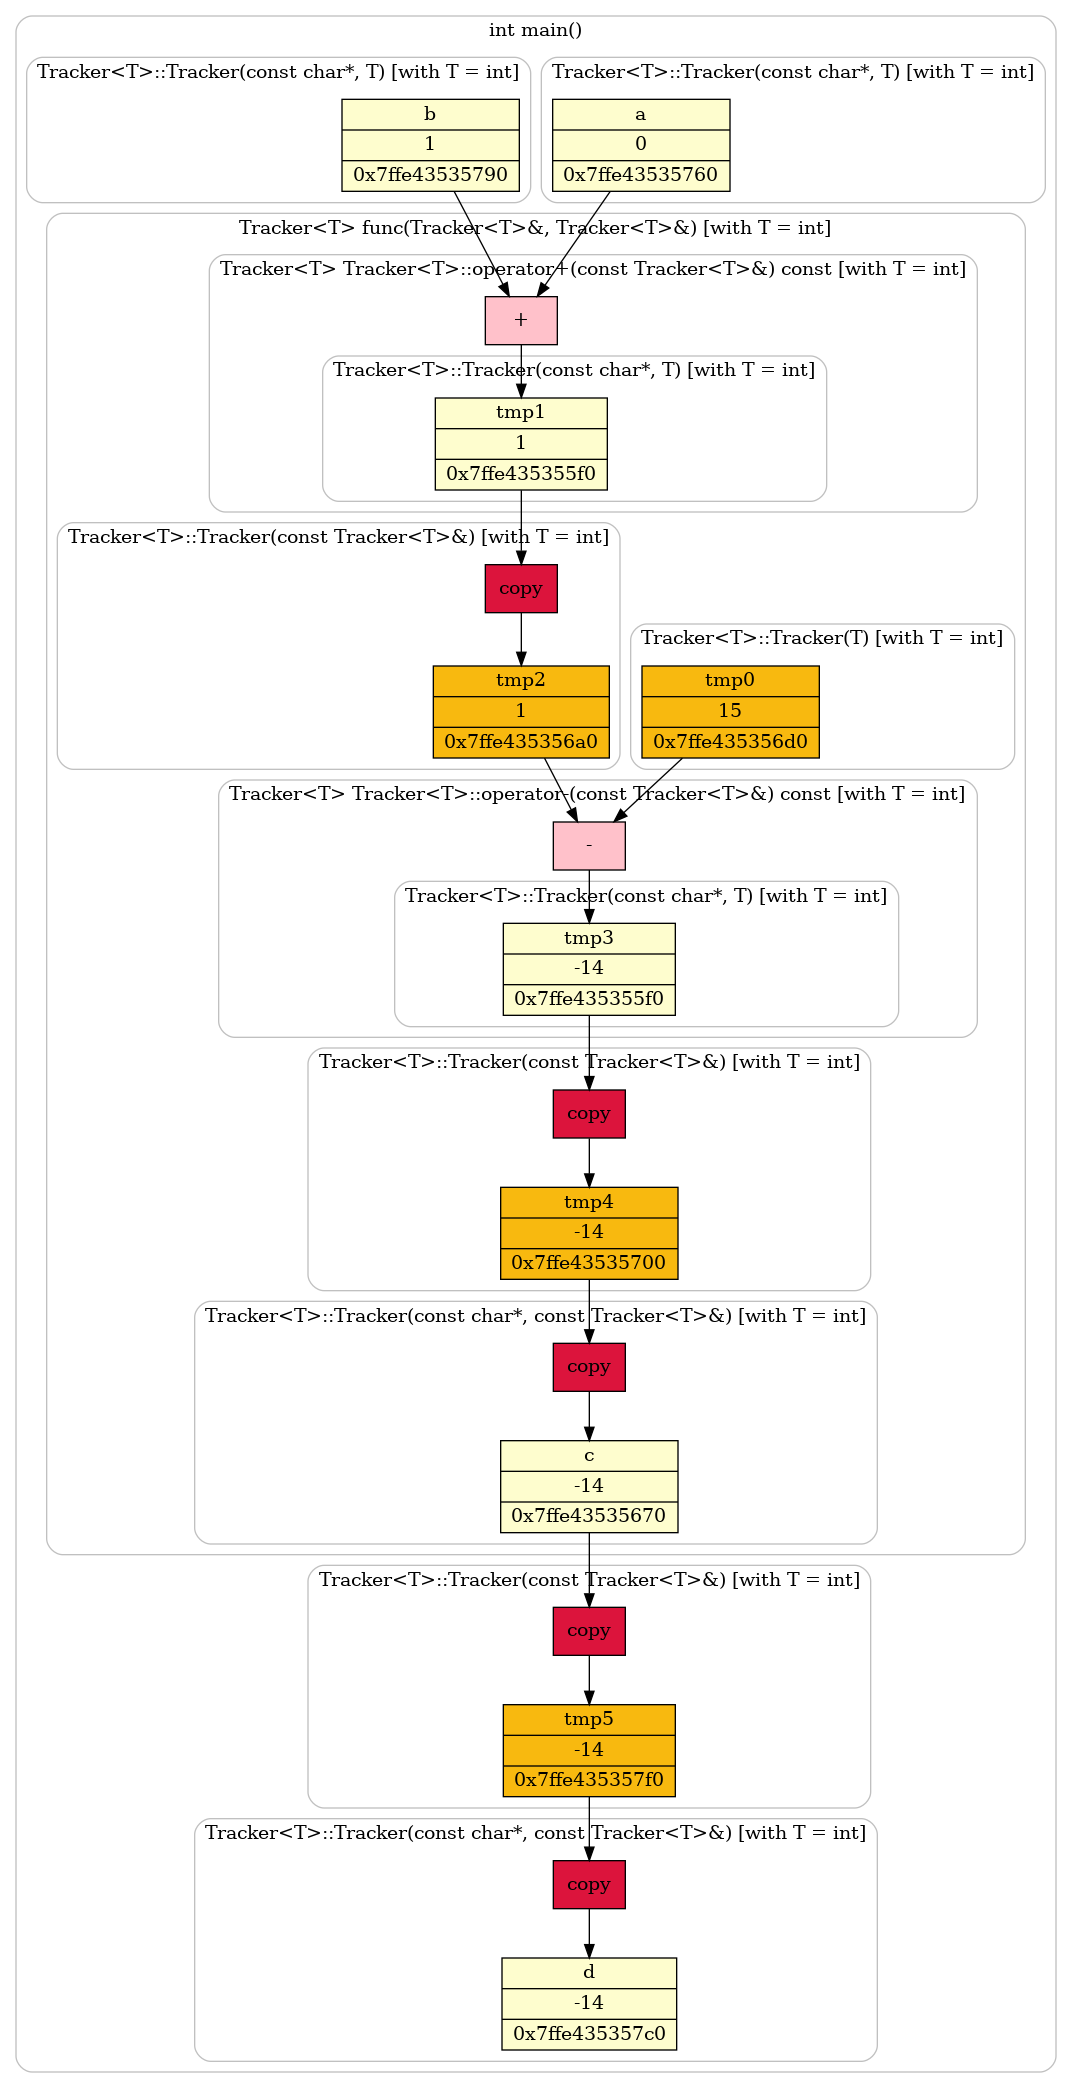 int main()
Tracker<T>::Tracker(const char*, T) [with T = int]
b
1
0x7ffe43535790
Tracker<T>::Tracker(const char*, T) [with T = int]
a
0
0x7ffe43535760
Tracker<T> func(Tracker<T>&, Tracker<T>&) [with T = int]
Tracker<T> Tracker<T>::operator+(const Tracker<T>&) const [with T = int]
+
Tracker<T>::Tracker(const char*, T) [with T = int]
tmp1
1
0x7ffe435355f0
Tracker<T>::Tracker(const Tracker<T>&) [with T = int]
copy
tmp2
1
0x7ffe435356a0
Tracker<T>::Tracker(T) [with T = int]
tmp0
15
0x7ffe435356d0
Tracker<T> Tracker<T>::operator-(const Tracker<T>&) const [with T = int]
-
Tracker<T>::Tracker(const char*, T) [with T = int]
tmp3
-14
0x7ffe435355f0
Tracker<T>::Tracker(const Tracker<T>&) [with T = int]
copy
tmp4
-14
0x7ffe43535700
Tracker<T>::Tracker(const char*, const Tracker<T>&) [with T = int]
copy
c
-14
0x7ffe43535670
Tracker<T>::Tracker(const Tracker<T>&) [with T = int]
copy
tmp5
-14
0x7ffe435357f0
Tracker<T>::Tracker(const char*, const Tracker<T>&) [with T = int]
copy
d
-14
0x7ffe435357c0